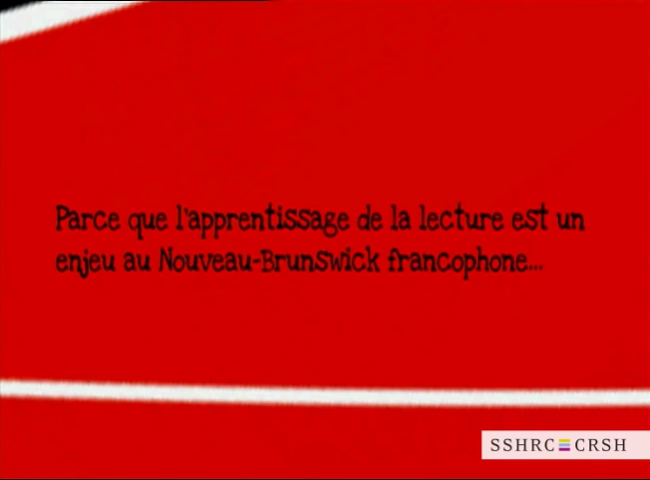 Parce que l'apprentissage de la lecture est un
enjeu au Nouveau-Brunswick francophone...
SSHRC CRSH